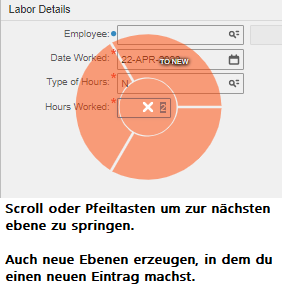 Labor Details
Employee:
Date Worked:* 22-APR-
TO NEW
Type of Hours:* N
Hours Worked:*
Scroll oder Pfeiltasten um zur nächsten
ebene zu springen.
Auch neue Ebenen erzeugen, in dem du
einen neuen Eintrag machst.